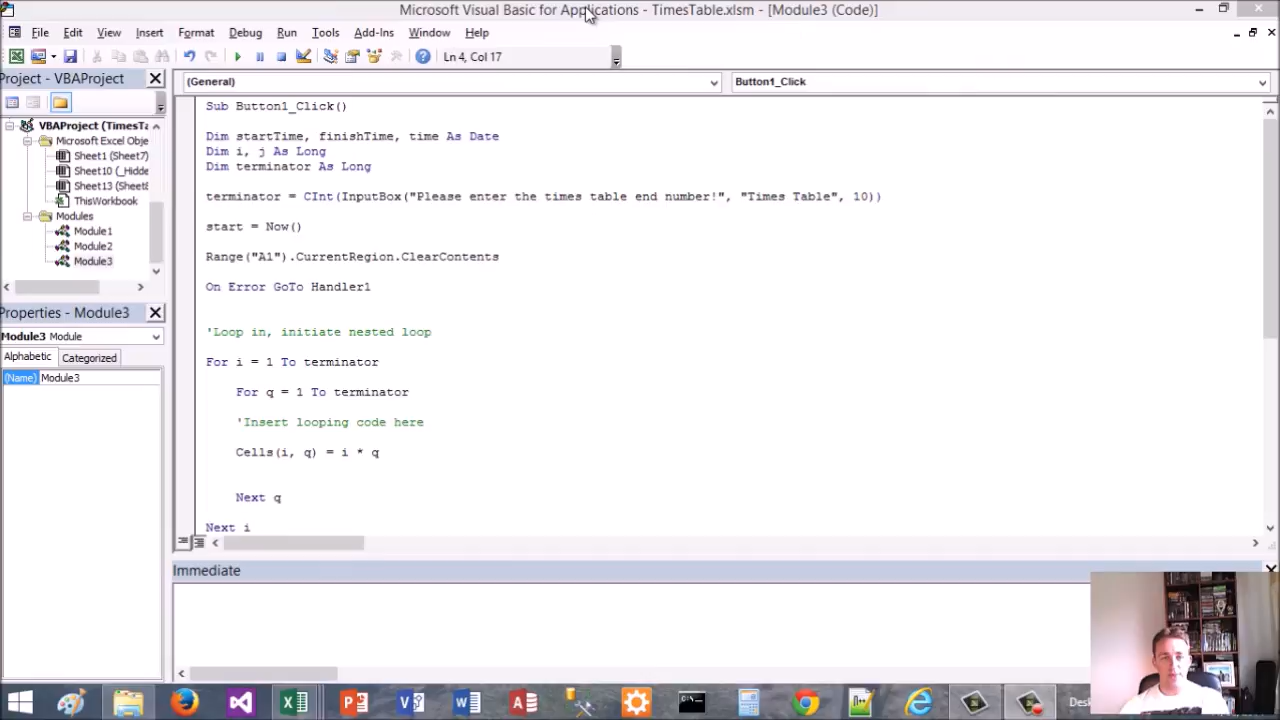 Microsoft Visual Basic for Applications - TimesTable.xlsm - [Module3 (Code)]
File Edit View Insert Format Debug Run Tools Add-Ins Window Help
Ln 4, Col 17
Project - VBAProject
(General)
Button1_Click
VBAProject (TimesTa
Microsoft Excel Obje
Sheet1 (Sheet7)
Sheet10 (_Hidde
Sheet13 (Sheet8
ThisWorkbook
Modules
Module1
Module2
Module3
Properties - Module3
Module3 Module
Alphabetic Categorized
(Name) Module3
Sub Button1_Click()
Dim startTime, finishTime, time As Date
Dim i, j As Long
Dim terminator As Long
terminator = CInt(InputBox("Please enter the times table end number!", "Times Table", 10))
start = Now()
Range("A1").CurrentRegion.ClearContents
On Error GoTo Handler1
'Loop in, initiate nested loop
For i = 1 To terminator
For q = 1 To terminator
'Insert looping code here
Cells(i, q) = i * q
Next q
Next i
Immediate
Desk